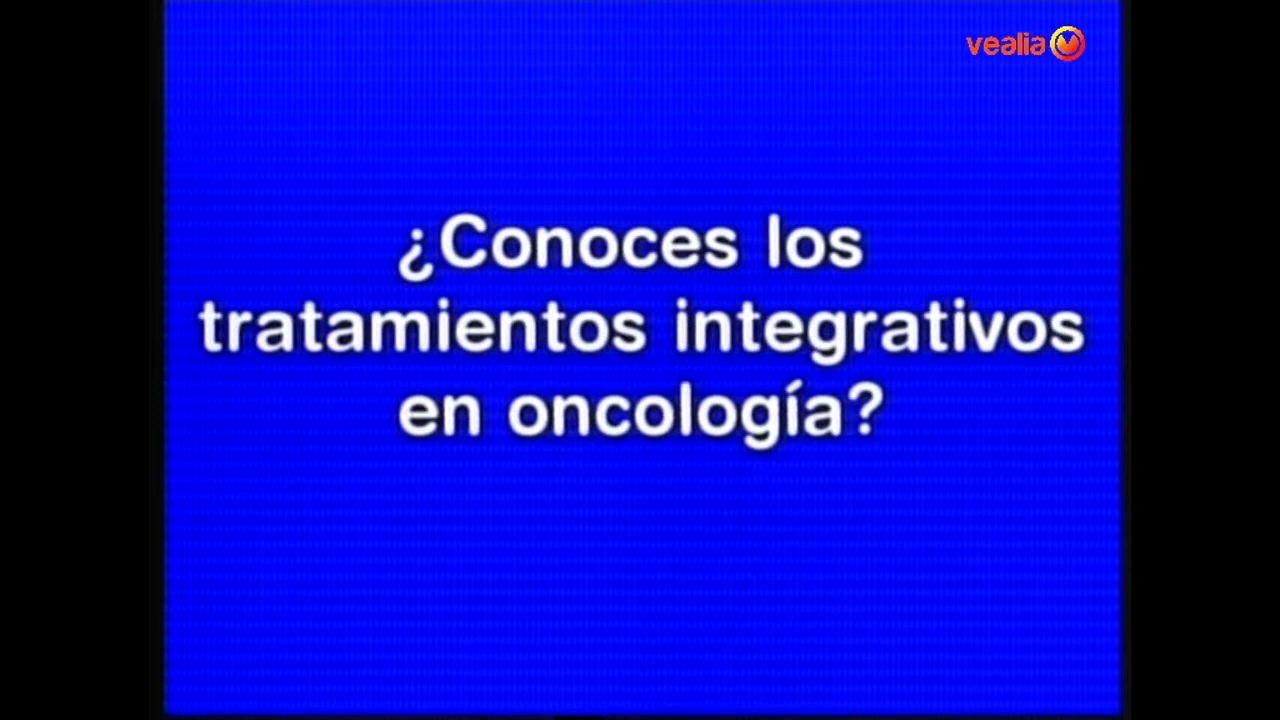 vealia
¿Conoces los
tratamientos integrativos
en oncología?